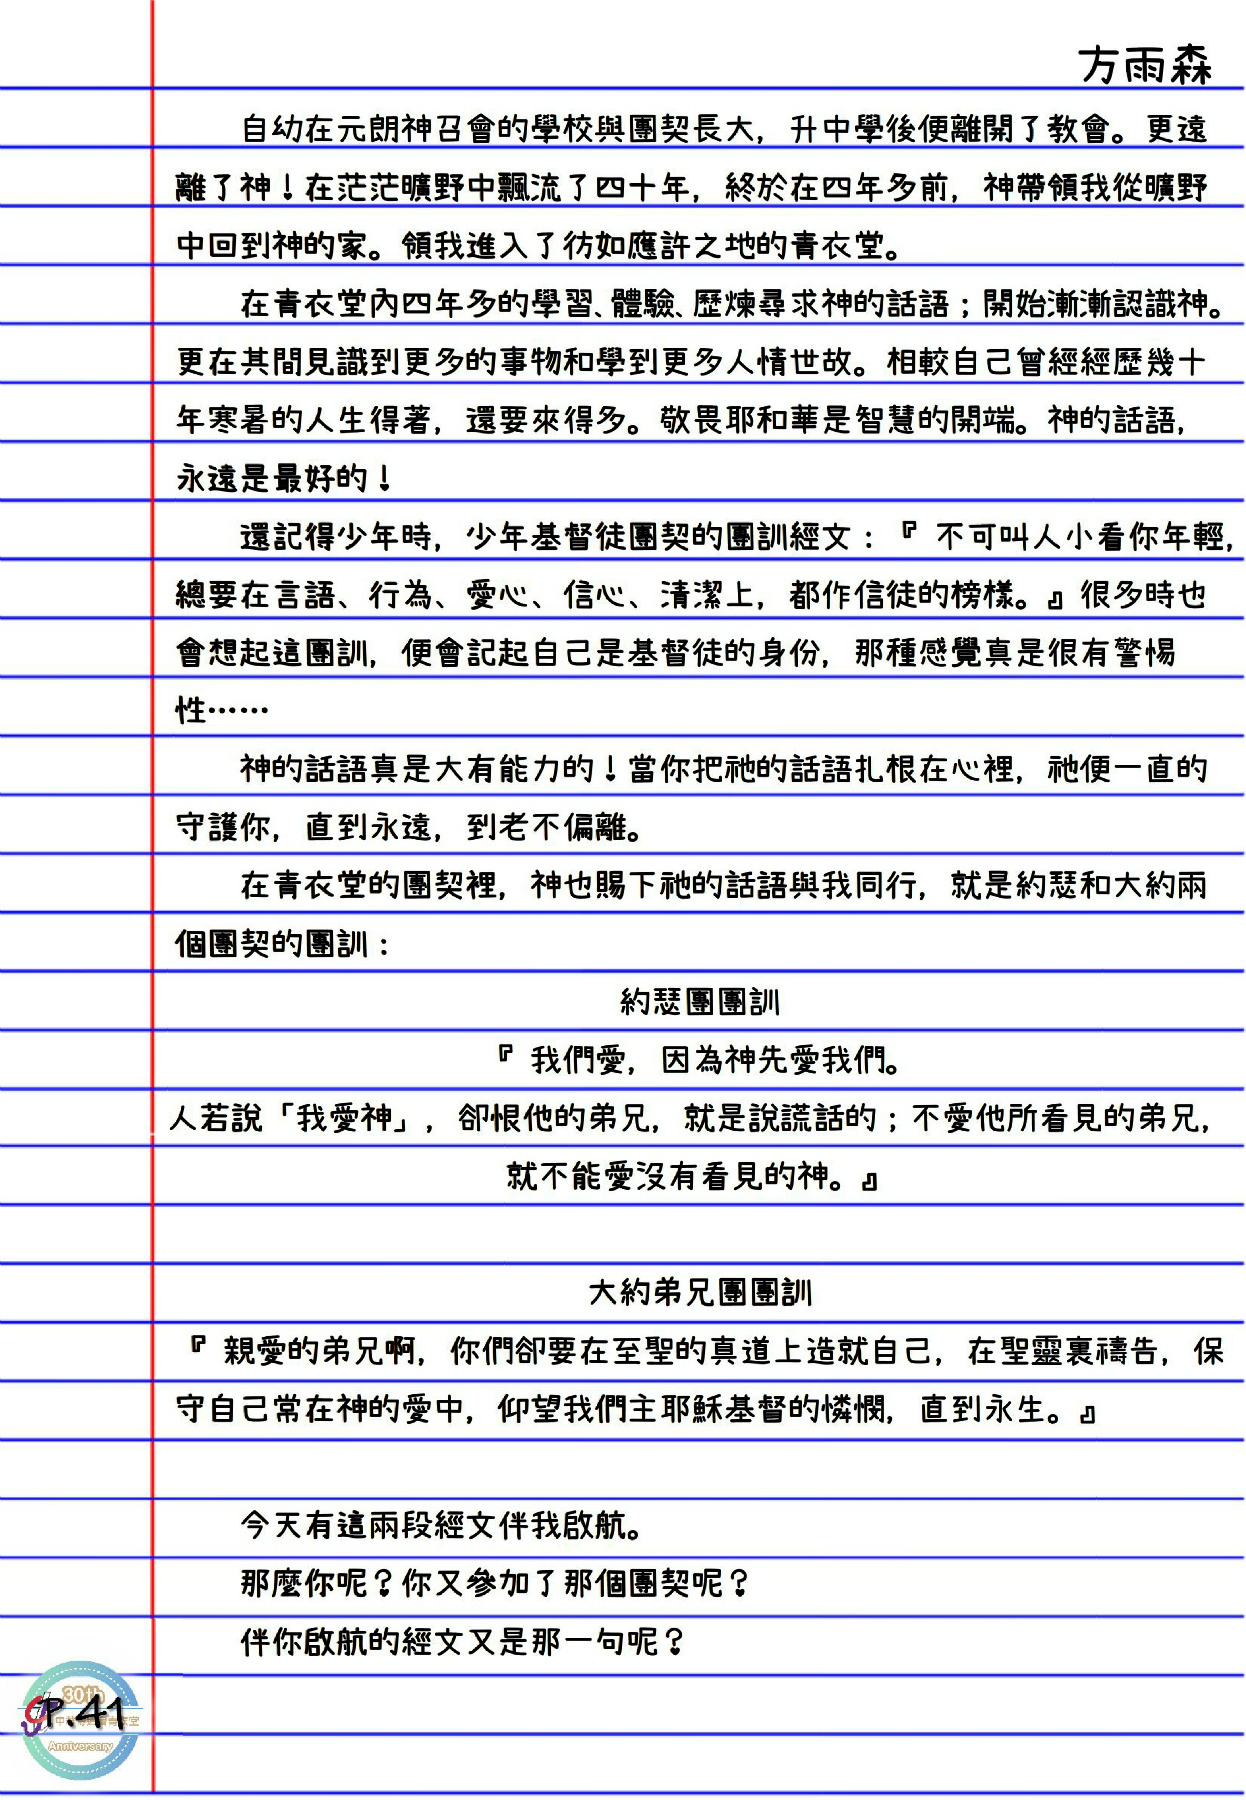 方雨森
自幼在元朗神召會的學校與團契長大，升中學後便離開了教會。更遠
離了神！在茫茫曠野中飄流了四十年，終於在四年多前，神帶領我從曠野
中回到神的家。領我進入了彷如應許之地的青衣堂。
在青衣堂內四年多的學習、體驗、歷煉尋求神的話語；開始漸漸認識神。
更在其間見識到更多的事物和學到更多人情世故。相較自己曾經經歷幾十
年寒暑的人生得著，還要來得多。敬畏耶和華是智慧的開端。神的話語，
永遠是最好的！
還記得少年時，少年基督徒團契的團訓經文：『 不可叫人小看你年輕，
總要在言語、行為、愛心、信心、清潔上，都作信徒的榜樣。』很多時也
會想起這團訓，便會記起自己是基督徒的身份，那種感覺真是很有警惕
性……
神的話語真是大有能力的！當你把祂的話語扎根在心裡，祂便一直的
守護你，直到永遠，到老不偏離。
在青衣堂的團契裡，神也賜下祂的話語與我同行，就是約瑟和大約兩
個團契的團訓：
約瑟團團訓
『 我們愛，因為神先愛我們。
人若說「我愛神」，卻恨他的弟兄，就是說謊話的；不愛他所看見的弟兄，
就不能愛沒有看見的神。』
大約弟兄團團訓
『 親愛的弟兄啊，你們卻要在至聖的真道上造就自己，在聖靈裏禱告，保
守自己常在神的愛中，仰望我們主耶穌基督的憐憫，直到永生。』
今天有這兩段經文伴我啟航。
那麼你呢？你又參加了那個團契呢？
伴你啟航的經文又是那一句呢？
30th
P.41
Anniversary